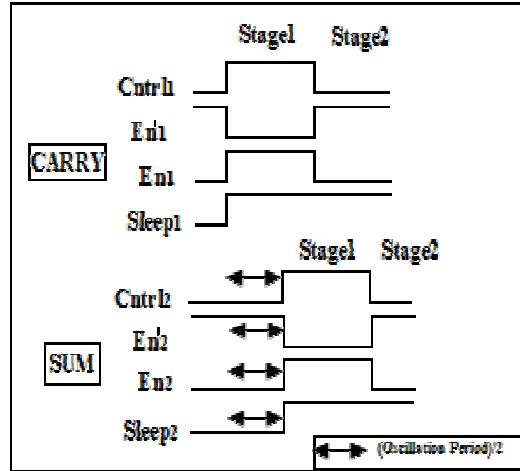 Stage1 Stage2
Cntrl1
En'1
CARRY
En1
Sleep1
Stage1 Stage2
Cntrl2
En'2
SUM
En2
Sleep2
(Oscillation Period)/2